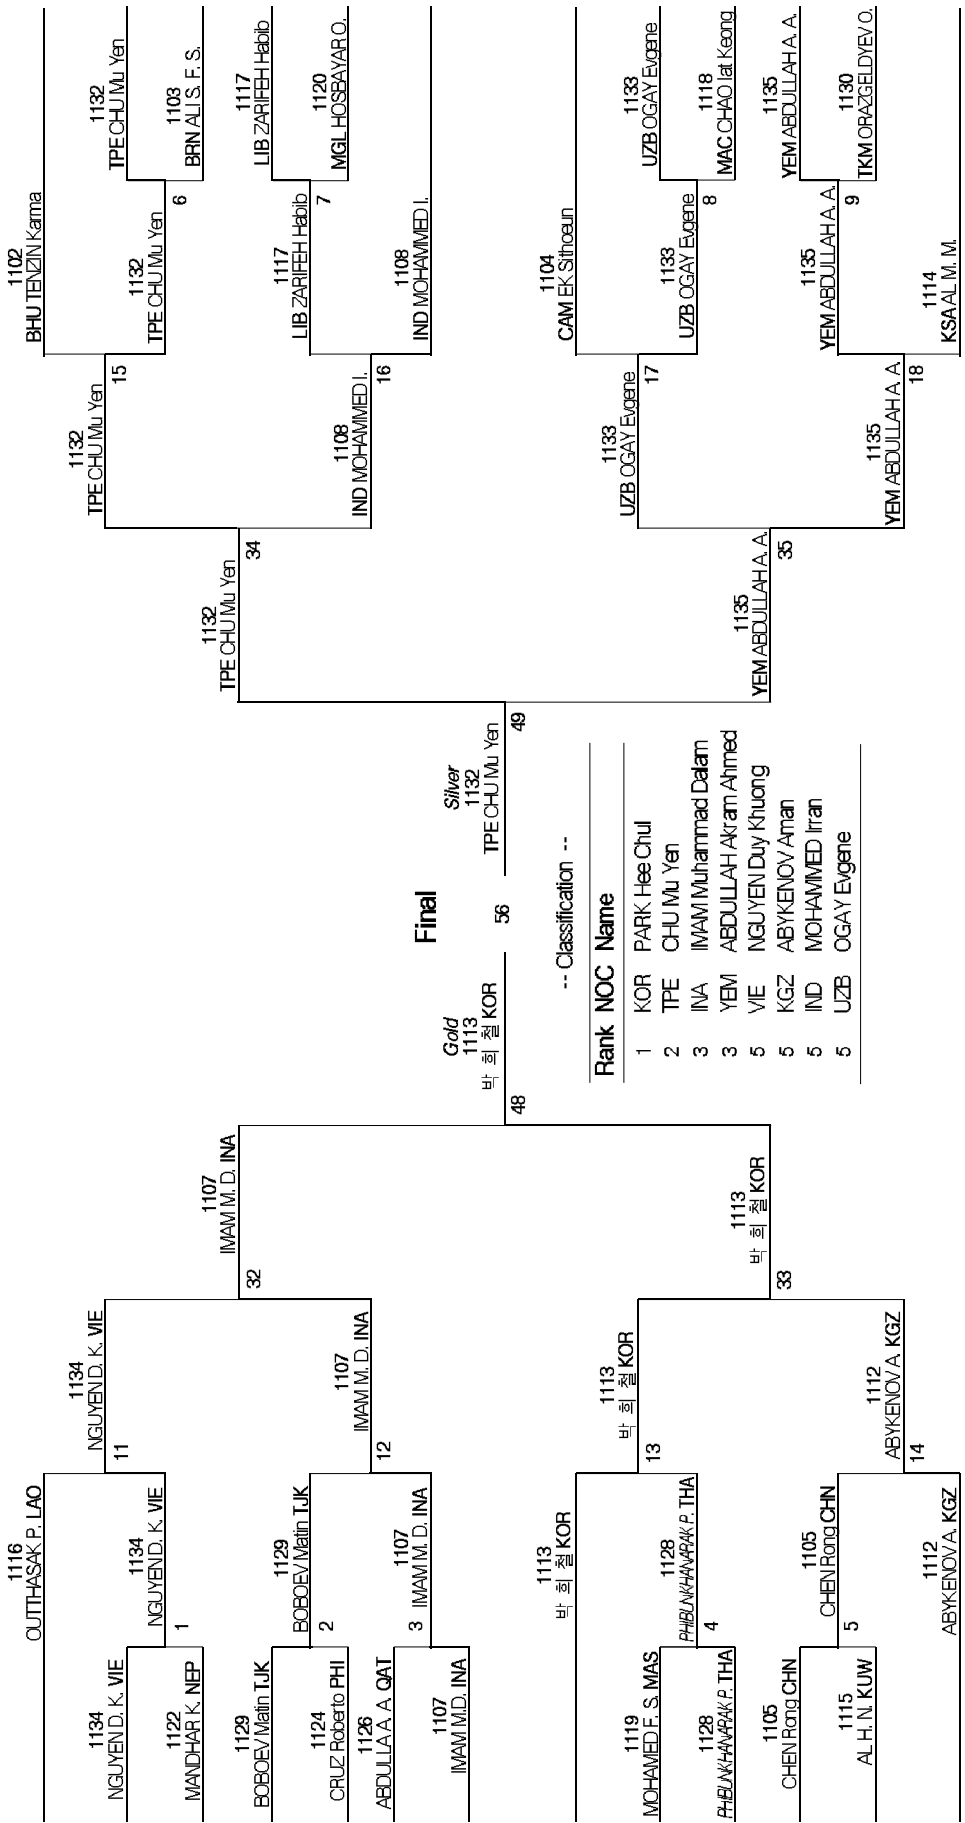 1116
OUTTHASAK P. LAO
1134
NGUYEN D. K. VIE
1122
MANDHAR K. NEP
1
1134
NGUYEN D. K. VIE
11
1134
NGUYEN D. K. VIE
1129
BOBOEV Matin TJK
1124
CRUZ Roberto PHI
2
1129
BOBOEV Matin TJK
1126
ABDULLA A. A. QAT
1107
IMAM M.D. INA
3
1107
IMAM M. D. INA
12
1107
IMAM M. D. INA
32
1107
IMAM M. D. INA
1113
박 희 철 KOR
1119
MOHAMED F. S. MAS
1128
PHIBUNKHANARAK P. THA
4
1128
PHIBUNKHANARAK P. THA
13
1113
박 희 철 KOR
1105
CHEN Rong CHN
1115
AL H. N. KUW
5
1105
CHEN Rong CHN
1112
ABYKENOV A. KGZ
14
1112
ABYKENOV A. KGZ
33
1113
박 희 철 KOR
48
Gold
1113
박 희 철 KOR
Final
56
Silver
1132
TPE CHU Mu Yen
49
-- Classification --
Rank NOC Name
1 KOR PARK Hee Chul
2 TPE CHU Mu Yen
3 INA IMAM Muhammad Dalam
3 YEM ABDULLAH Akram Ahmed
5 VIE NGUYEN Duy Khuong
5 KGZ ABYKENOV Aman
5 IND MOHAMMED Irran
5 UZB OGAY Evgene
1132
TPE CHU Mu Yen
34
1132
TPE CHU Mu Yen
15
1102
BHU TENZIN Karma
1132
TPE CHU Mu Yen
6
1132
TPE CHU Mu Yen
1103
BRN ALI S. F. S.
1108
IND MOHAMMED I.
16
1117
LIB ZARIFEH Habib
7
1117
LIB ZARIFEH Habib
1120
MGL HOSBAYAR O.
1108
IND MOHAMMED I.
1135
YEM ABDULLAH A. A.
35
1133
UZB OGAY Evgene
17
1104
CAM EK Sithoeun
1133
UZB OGAY Evgene
8
1133
UZB OGAY Evgene
1118
MAC CHAO Iat Keong
1135
YEM ABDULLAH A. A.
18
1135
YEM ABDULLAH A. A.
9
1135
YEM ABDULLAH A. A.
1130
TKM ORAZGELDYEV O.
1114
KSA AL M. M.